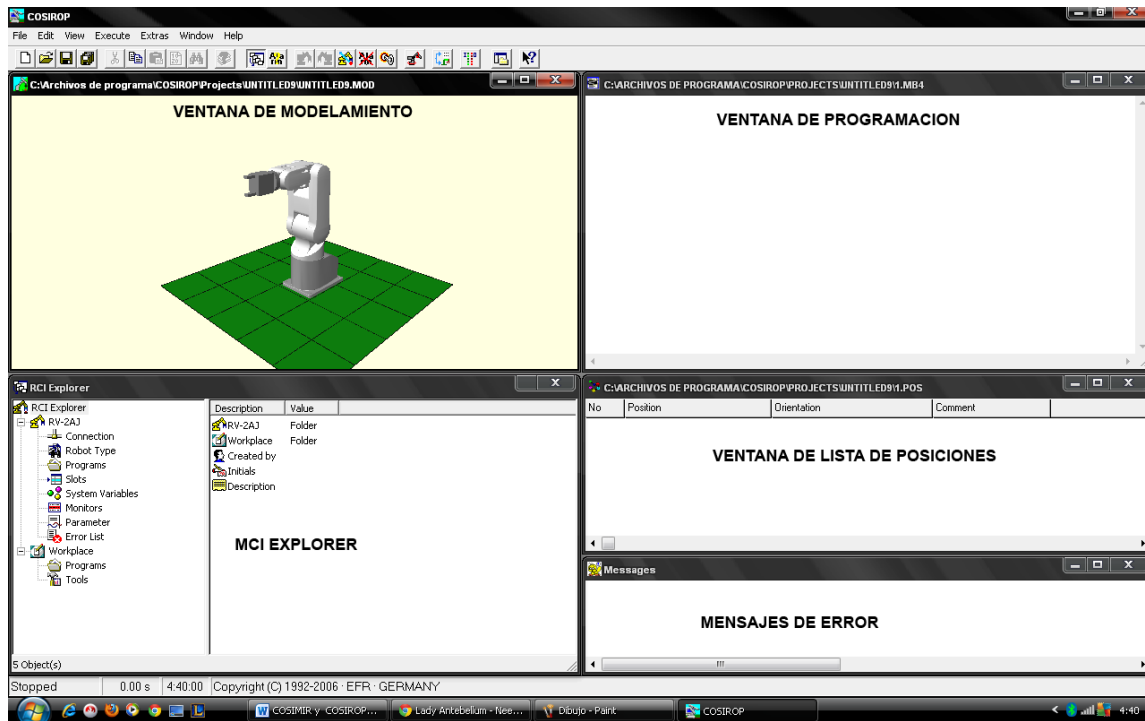 COSIROP
File Edit View Execute Extras Window Help
C:\Archivos de programa\COSIROP\Projects\UNTITLED9\UNTITLED9.MOD
VENTANA DE MODELAMIENTO
C:\ARCHIVOS DE PROGRAMA\COSIROP\PROJECTS\UNTITLED9\1.MB4
VENTANA DE PROGRAMACION
RCI Explorer
RCI Explorer
RV-2AJ
Connection
Robot Type
Programs
Slots
System Variables
Monitors
Parameter
Error List
Workplace
Programs
Tools
Description Value
RV-2AJ Folder
Workplace Folder
Created by
Initials
Description
MCI EXPLORER
5 Object(s)
C:\ARCHIVOS DE PROGRAMA\COSIROP\PROJECTS\UNTITLED9\1.POS
No Position Orientation Comment
VENTANA DE LISTA DE POSICIONES
Messages
MENSAJES DE ERROR
Stopped 0.00 s 4:40:00 Copyright (C) 1992-2006 · EFR · GERMANY
COSIMIR y COSIROP... Lady Antebelium - Nee... Dibujo - Paint COSIROP 4:40